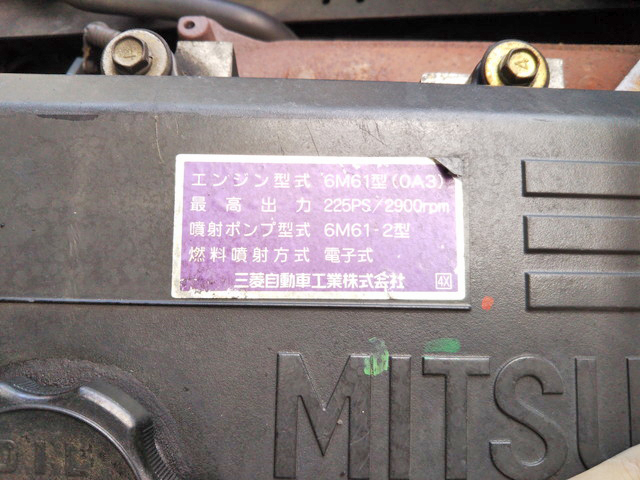 エンジン型式 6M61型(0A3)
最高出力 225PS/2900rpm
噴射ポンプ型式 6M61-2型
燃料噴射方式 電子式
三菱自動車工業株式会社 4X
MITSU
OIL